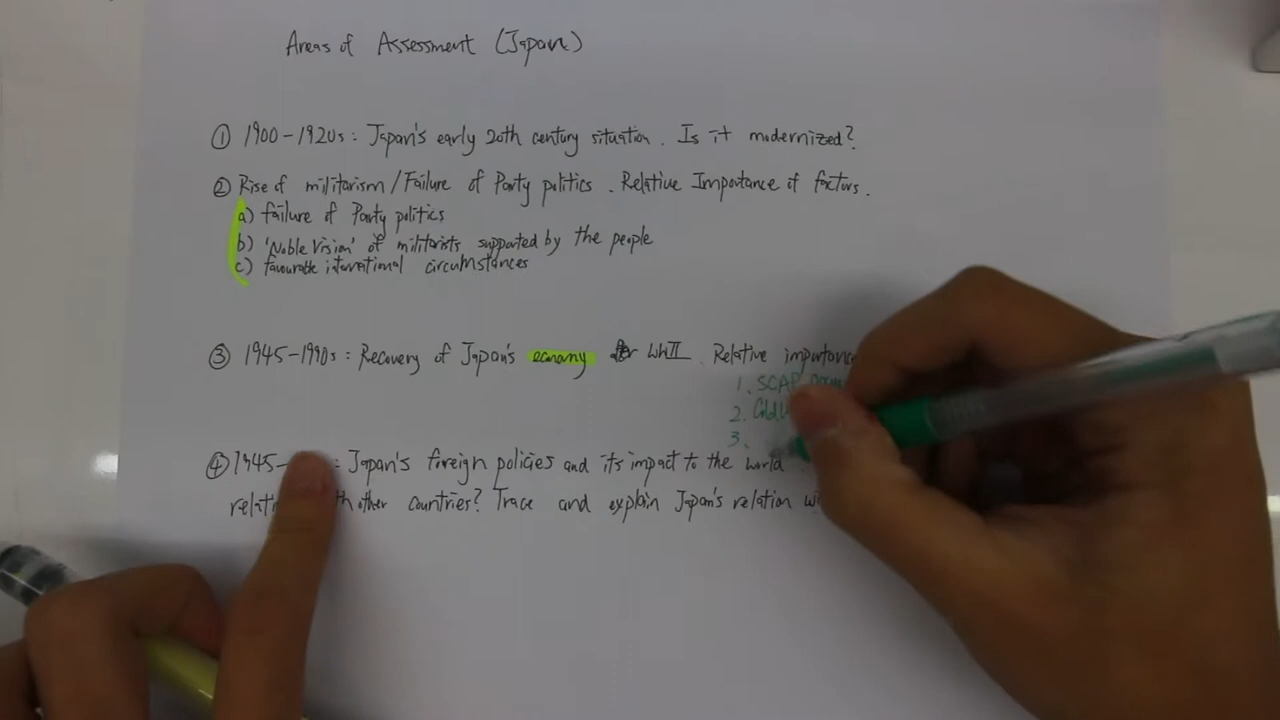 Areas of Assessment (Japan)
① 1900-1920s: Japan's early 20th century situation. Is it modernized?
② Rise of militarism/Failure of Party politics. Relative Importance of factors.
a) failure of Party politics
b) 'Noble Vision' of militarists supported by the people
c) favourable international circumstances
③ 1945-1990s: Recovery of Japan's economy after WWII. Relative importance
1. SCAP
2.
3.
④ 1945- : Japan's foreign policies and its impact to the world
other countries? Trace and explain Japan's relation